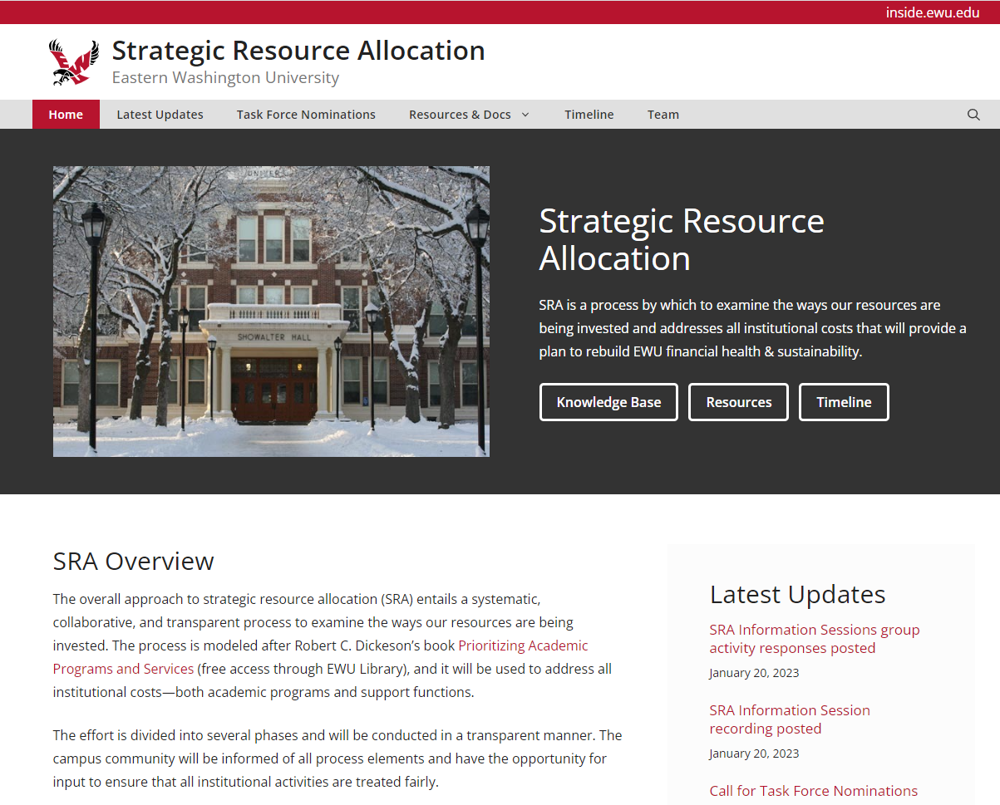 inside.ewu.edu
Strategic Resource Allocation
Eastern Washington University
Home
Latest Updates
Task Force Nominations
Resources & Docs
Timeline
Team
SHOWALTER HALL
Strategic Resource
Allocation
SRA is a process by which to examine the ways our resources are
being invested and addresses all institutional costs that will provide a
plan to rebuild EWU financial health & sustainability.
Knowledge Base
Resources
Timeline
SRA Overview
The overall approach to strategic resource allocation (SRA) entails a systematic,
collaborative, and transparent process to examine the ways our resources are being
invested. The process is modeled after Robert C. Dickeson’s book Prioritizing Academic
Programs and Services (free access through EWU Library), and it will be used to address all
institutional costs—both academic programs and support functions.
The effort is divided into several phases and will be conducted in a transparent manner. The
campus community will be informed of all process elements and have the opportunity for
input to ensure that all institutional activities are treated fairly.
Latest Updates
SRA Information Sessions group
activity responses posted
January 20, 2023
SRA Information Session
recording posted
January 20, 2023
Call for Task Force Nominations